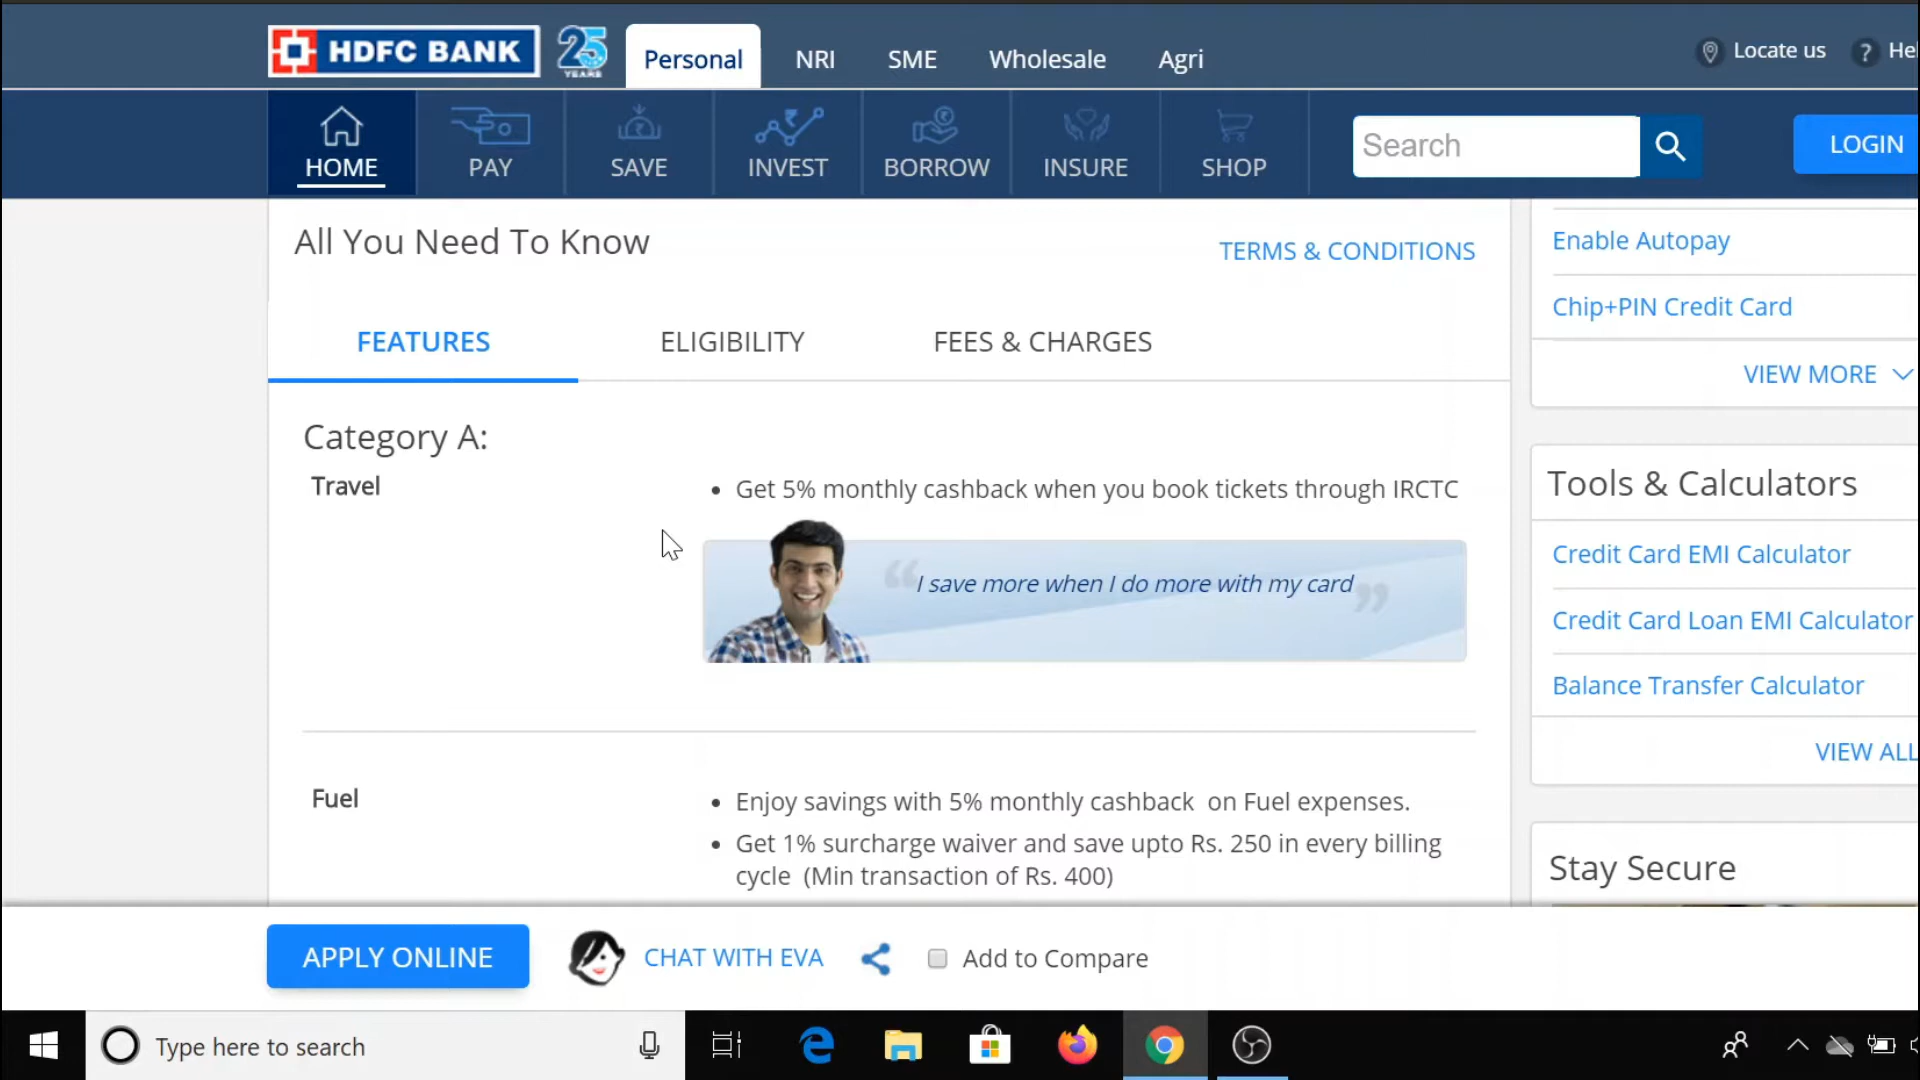 HDFC BANK
25
YEARS
Personal
NRI
SME
Wholesale
Agri
Locate us
?
HOME
PAY
SAVE
INVEST
BORROW
INSURE
SHOP
Search
LOGIN
All You Need To Know
TERMS & CONDITIONS
FEATURES
ELIGIBILITY
FEES & CHARGES
Category A:
Travel
• Get 5% monthly cashback when you book tickets through IRCTC
“ I save more when I do more with my card ”
Fuel
• Enjoy savings with 5% monthly cashback on Fuel expenses.
• Get 1% surcharge waiver and save upto Rs. 250 in every billing
cycle (Min transaction of Rs. 400)
Enable Autopay
Chip+PIN Credit Card
VIEW MORE
Tools & Calculators
Credit Card EMI Calculator
Credit Card Loan EMI Calculator
Balance Transfer Calculator
VIEW ALL
Stay Secure
APPLY ONLINE
CHAT WITH EVA
Add to Compare
Type here to search